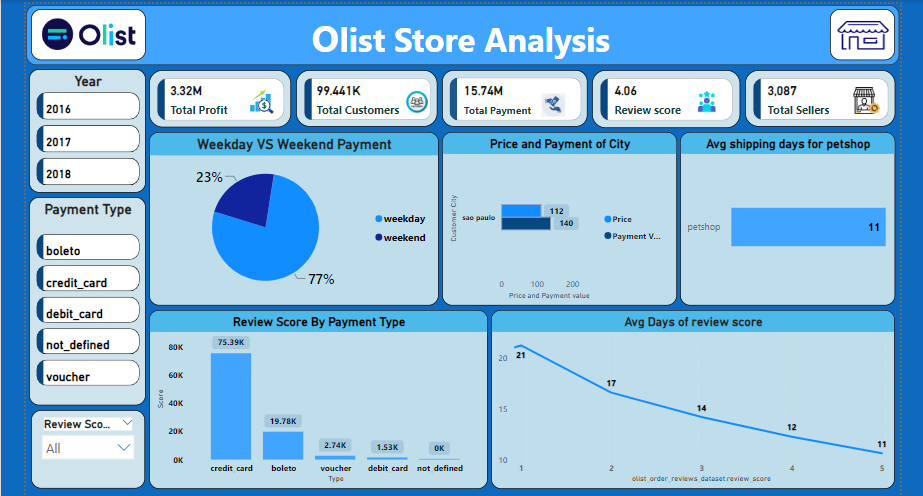 Olist
Olist Store Analysis
Year
2016
2017
2018
Payment Type
boleto
credit_card
debit_card
not_defined
voucher
Review Sco...
All
3.32M
Total Profit
99.441K
Total Customers
15.74M
Total Payment
4.06
Review score
3,087
Total Sellers
Weekday VS Weekend Payment
23%
77%
weekday
weekend
Price and Payment of City
Customer City
sao paulo
112
140
0 100 200
Price and Payment value
Price
Payment V...
Avg shipping days for petshop
petshop
11
Review Score By Payment Type
Score
80K
60K
40K
20K
0K
75.39K
19.78K
2.74K
1.53K
0K
credit_card boleto voucher debit_card not_defined
Type
Avg Days of review score
20
15
10
21
17
14
12
11
1 2 3 4 5
olist_order_reviews_dataset.review_score